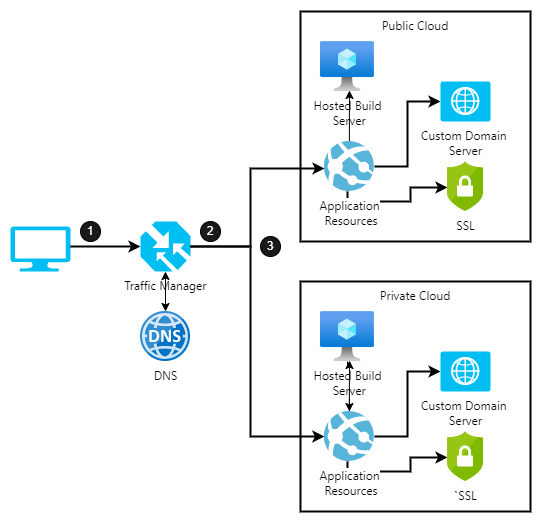 Public Cloud
Hosted Build
Server
Custom Domain
Server
Application
Resources
SSL
1
2
3
Traffic Manager
DNS
DNS
Private Cloud
Hosted Build
Server
Custom Domain
Server
Application
Resources
`SSL